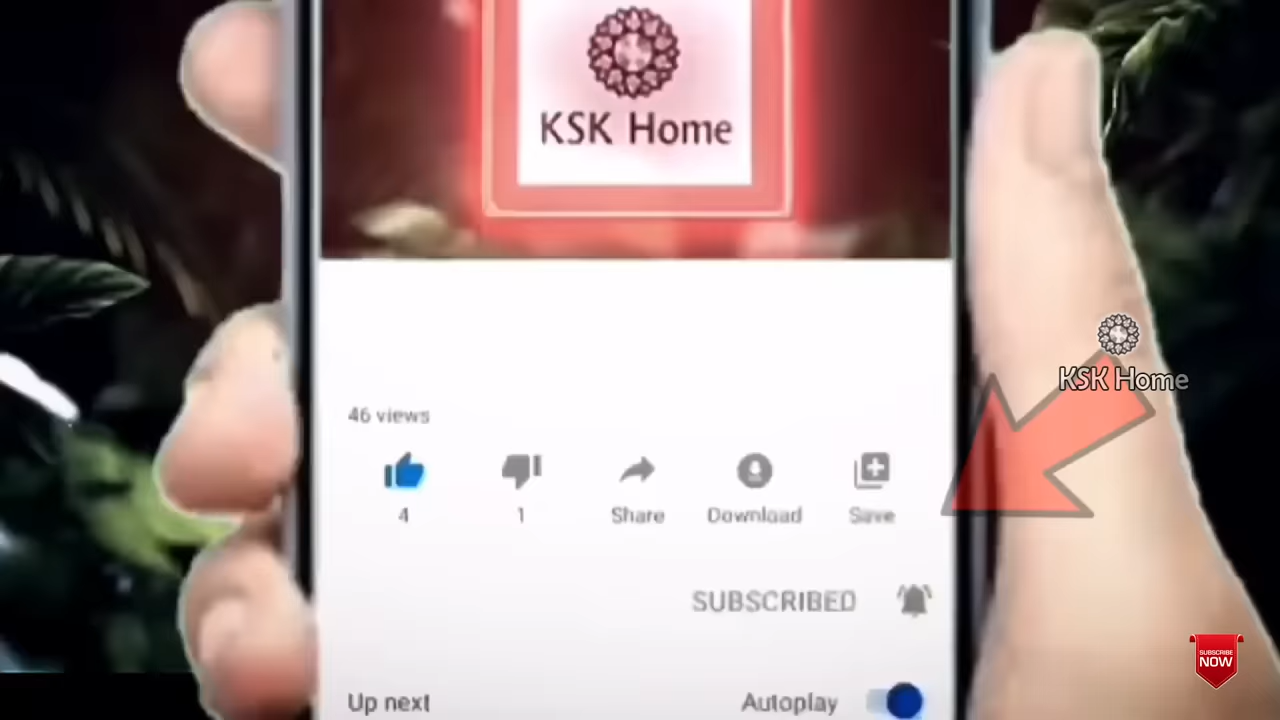 KSK Home
KSK Home
46 views
4
1
Share
Download
Save
SUBSCRIBED
SUBSCRIBE
NOW
Up next
Autoplay